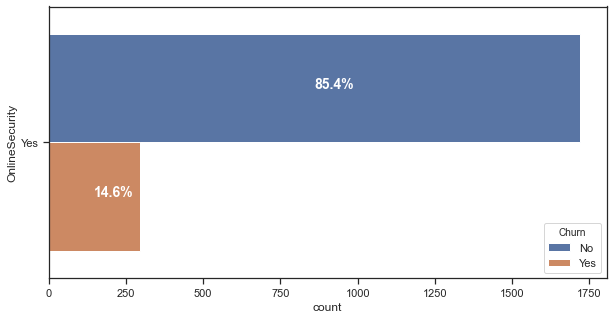 85.4%
OnlineSecurity
Yes
14.6%
Churn
No
Yes
0 250 500 750 1000 1250 1500 1750
count